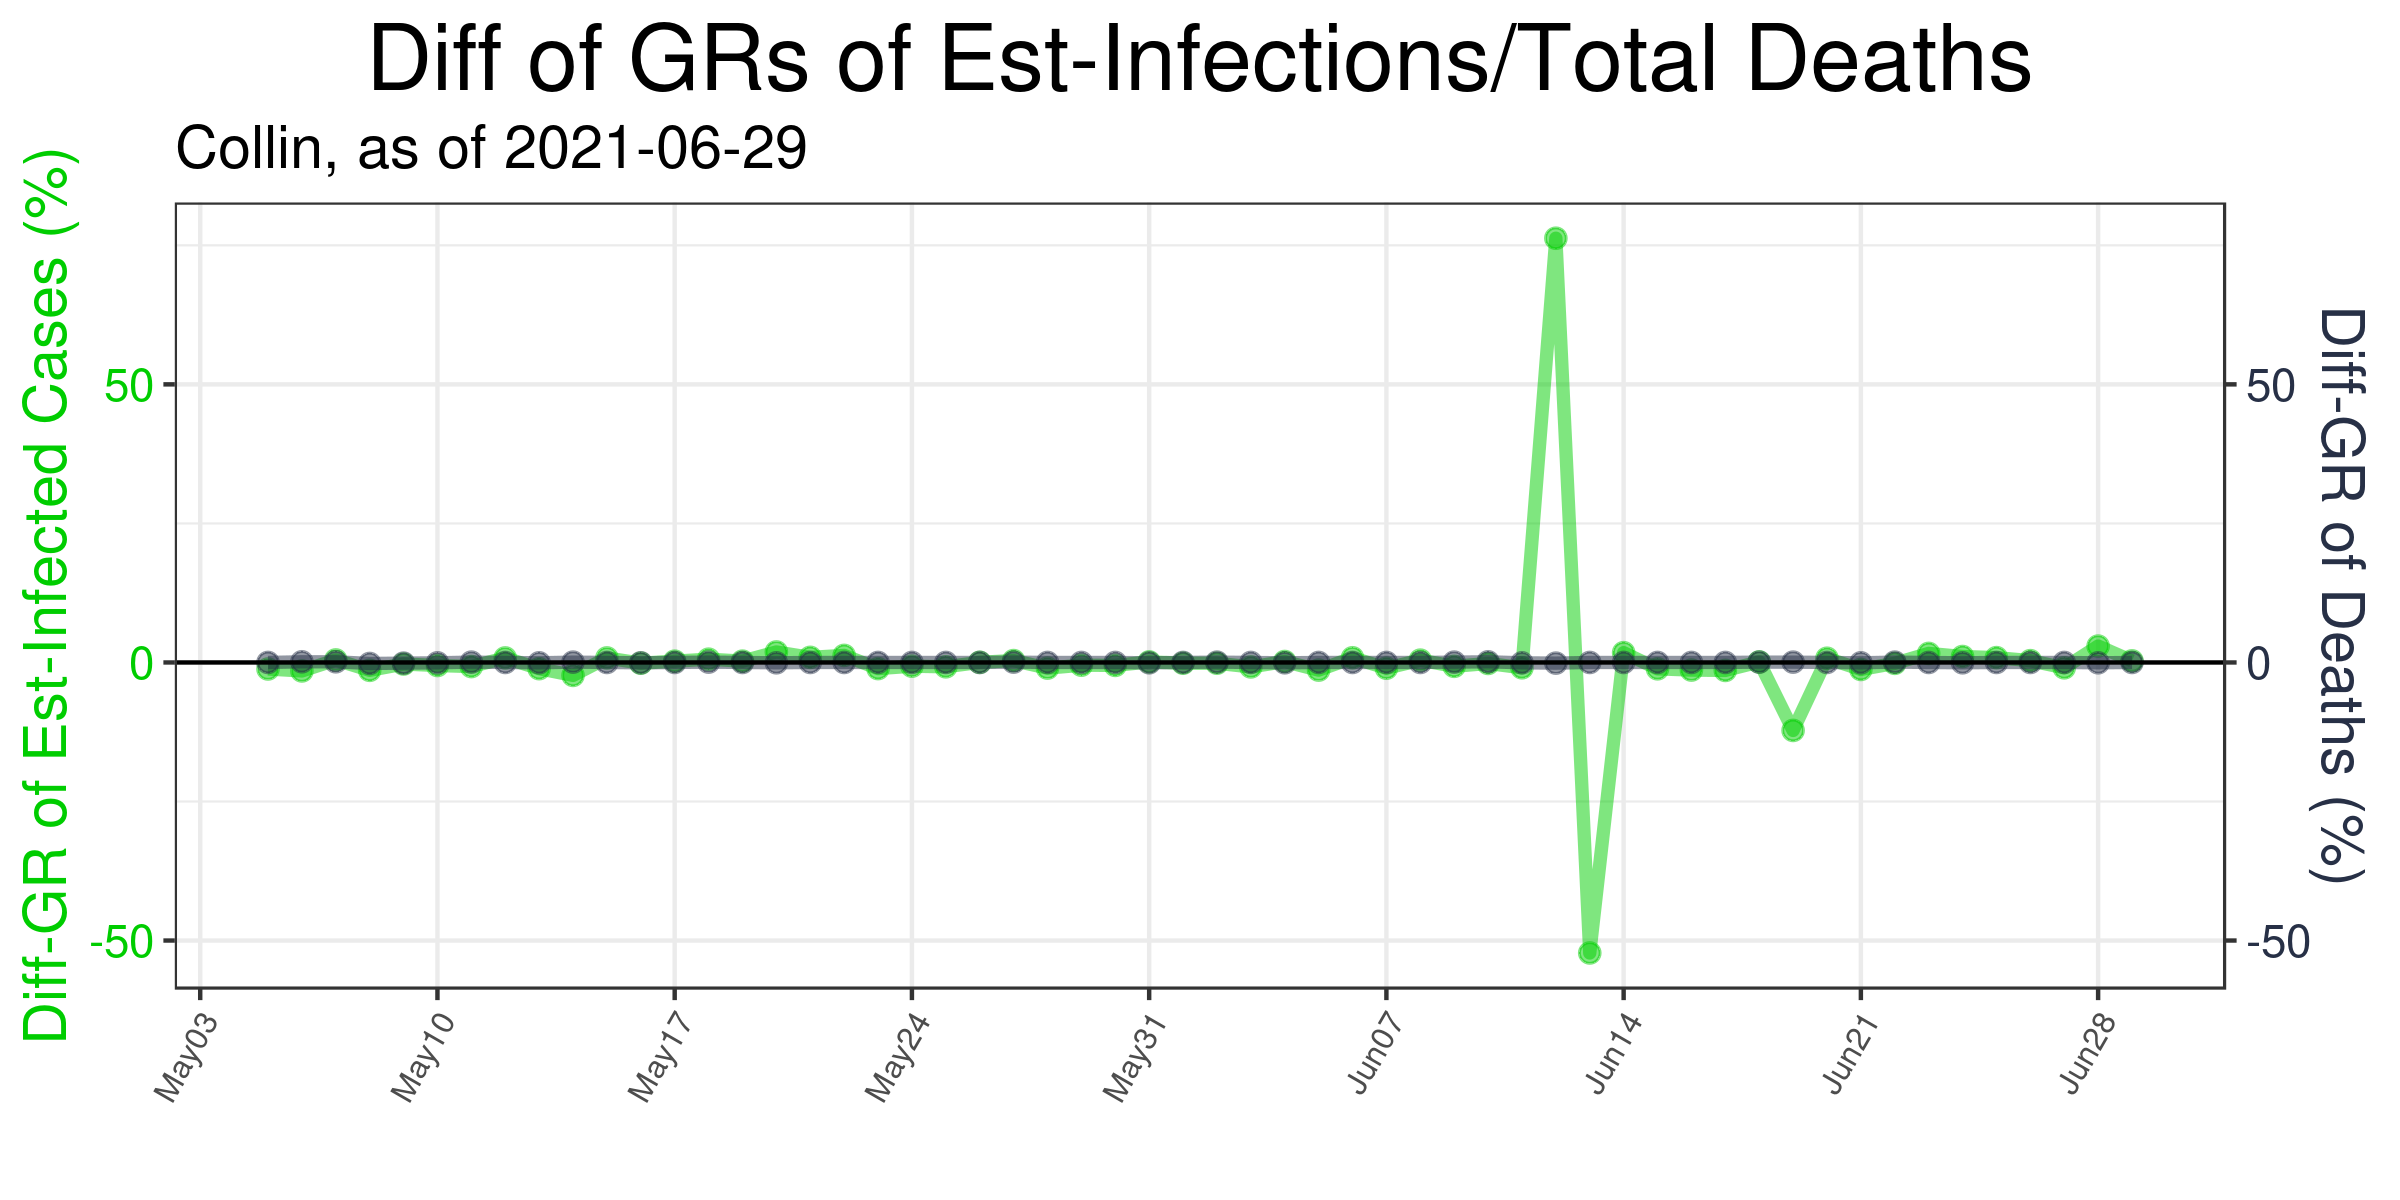 Diff of GRs of Est-Infections/Total Deaths
Collin, as of 2021-06-29
Diff-GR of Est-Infected Cases (%)
50
0
-50
50
0
-50
Diff-GR of Deaths (%)
May03
May10
May17
May24
May31
Jun07
Jun14
Jun21
Jun28